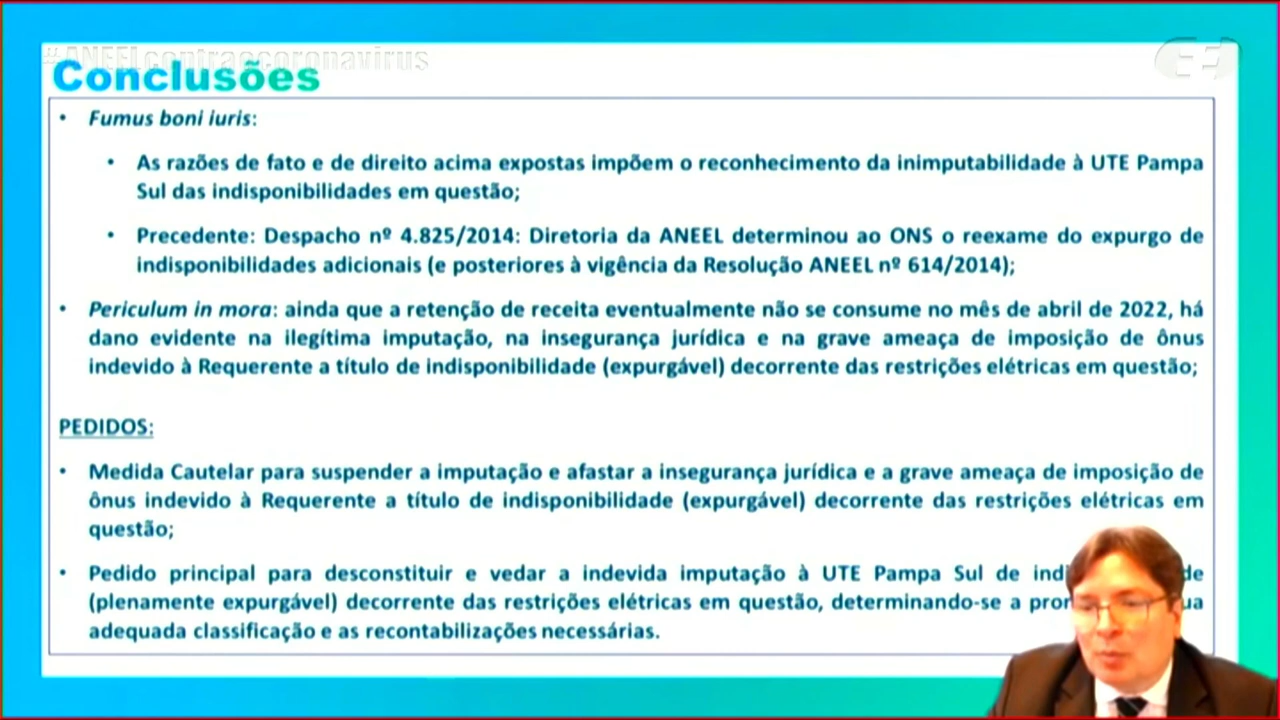 #ANEELcontraocoronavirus
Conclusões
• Fumus boni iuris:
• As razões de fato e de direito acima expostas impõem o reconhecimento da inimputabilidade à UTE Pampa
Sul das indisponibilidades em questão;
• Precedente: Despacho nº 4.825/2014: Diretoria da ANEEL determinou ao ONS o reexame do expurgo de
indisponibilidades adicionais (e posteriores à vigência da Resolução ANEEL nº 614/2014);
• Periculum in mora: ainda que a retenção de receita eventualmente não se consume no mês de abril de 2022, há
dano evidente na ilegítima imputação, na insegurança jurídica e na grave ameaça de imposição de ônus
indevido à Requerente a título de indisponibilidade (expurgável) decorrente das restrições elétricas em questão;
PEDIDOS:
• Medida Cautelar para suspender a imputação e afastar a insegurança jurídica e a grave ameaça de imposição de
ônus indevido à Requerente a título de indisponibilidade (expurgável) decorrente das restrições elétricas em
questão;
• Pedido principal para desconstituir e vedar a indevida imputação à UTE Pampa Sul de
(plenamente expurgável) decorrente das restrições elétricas em questão, determinando-se a
adequada classificação e as recontabilizações necessárias.